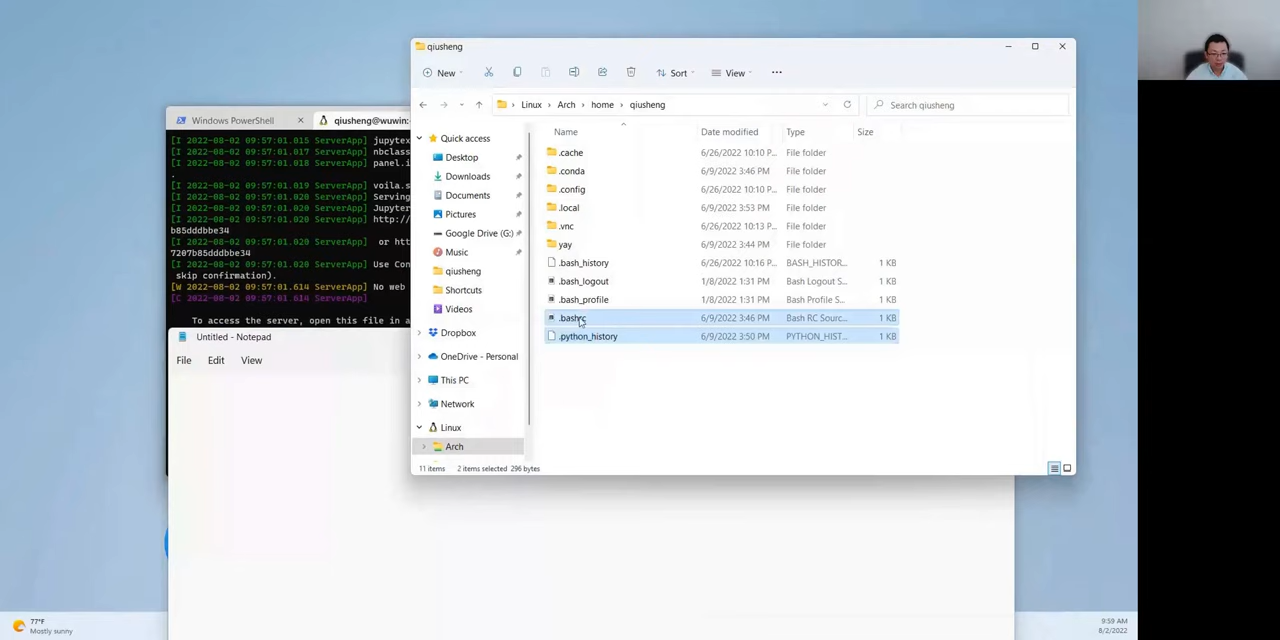 qiusheng
New
Sort
View
Linux > Arch > home > qiusheng
Search qiusheng
Name
Date modified
Type
Size
Quick access
Desktop
Downloads
Documents
Pictures
Google Drive (G:)
Music
qiusheng
Shortcuts
Videos
Dropbox
OneDrive - Personal
This PC
Network
Linux
Arch
.cache 6/26/2022 10:10 P... File folder
.conda 6/9/2022 3:46 PM File folder
.config 6/26/2022 10:10 P... File folder
.local 6/9/2022 3:53 PM File folder
.vnc 6/26/2022 10:13 P... File folder
yay 6/9/2022 3:44 PM File folder
.bash_history 6/26/2022 10:16 P... BASH_HISTOR... 1 KB
.bash_logout 1/8/2022 1:31 PM Bash Logout S... 1 KB
.bash_profile 1/8/2022 1:31 PM Bash Profile S... 1 KB
.bashrc 6/9/2022 3:46 PM Bash RC Sourc... 1 KB
.python_history 6/9/2022 3:50 PM PYTHON_HIST... 1 KB
11 items 2 items selected 296 bytes
Windows PowerShell
qiusheng@wuwin:
[I 2022-08-02 09:57:01.015 ServerApp] jupytex
[I 2022-08-02 09:57:01.017 ServerApp] nbclass
[I 2022-08-02 09:57:01.018 ServerApp] panel.i
.
[I 2022-08-02 09:57:01.019 ServerApp] voila.s
[I 2022-08-02 09:57:01.020 ServerApp] Serving
[I 2022-08-02 09:57:01.020 ServerApp] Jupyter
[I 2022-08-02 09:57:01.020 ServerApp] http:/
b85dddbbe34
[I 2022-08-02 09:57:01.020 ServerApp] or htt
7207b85dddbbe34
[I 2022-08-02 09:57:01.020 ServerApp] Use Con
skip confirmation).
[W 2022-08-02 09:57:01.614 ServerApp] No web
[C 2022-08-02 09:57:01.614 ServerApp]
To access the server, open this file in a
Untitled - Notepad
File Edit View
77°F
Mostly sunny
9:59 AM
8/2/2022